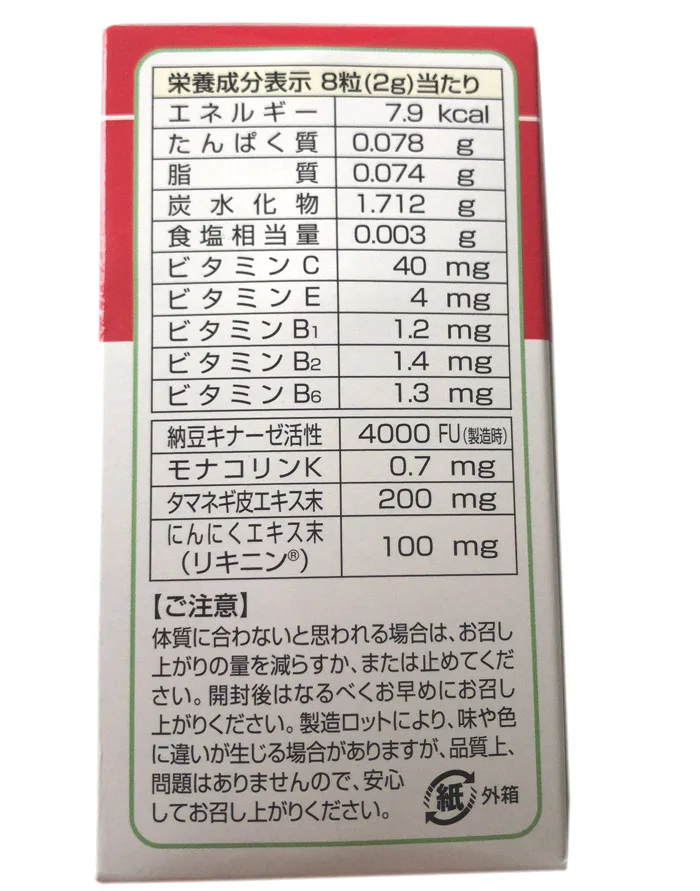 栄養成分表示 8粒(2g)当たり
エネルギー 7.9 kcal
たんぱく質 0.078 g
脂質 0.074 g
炭水化物 1.712 g
食塩相当量 0.003 g
ビタミンC 40 mg
ビタミンE 4 mg
ビタミンB1 1.2 mg
ビタミンB2 1.4 mg
ビタミンB6 1.3 mg
納豆キナーゼ活性 4000 FU(製造時)
モナコリンK 0.7 mg
タマネギ皮エキス末 200 mg
にんにくエキス末
(リキニン®) 100 mg
【ご注意】
体質に合わないと思われる場合は、お召し
上がりの量を減らすか、または止めてくだ
さい。開封後はなるべくお早めにお召し
上がりください。製造ロットにより、味や色
に違いが生じる場合がありますが、品質上、
問題はありませんので、安心
してお召し上がりください。
紙 外箱